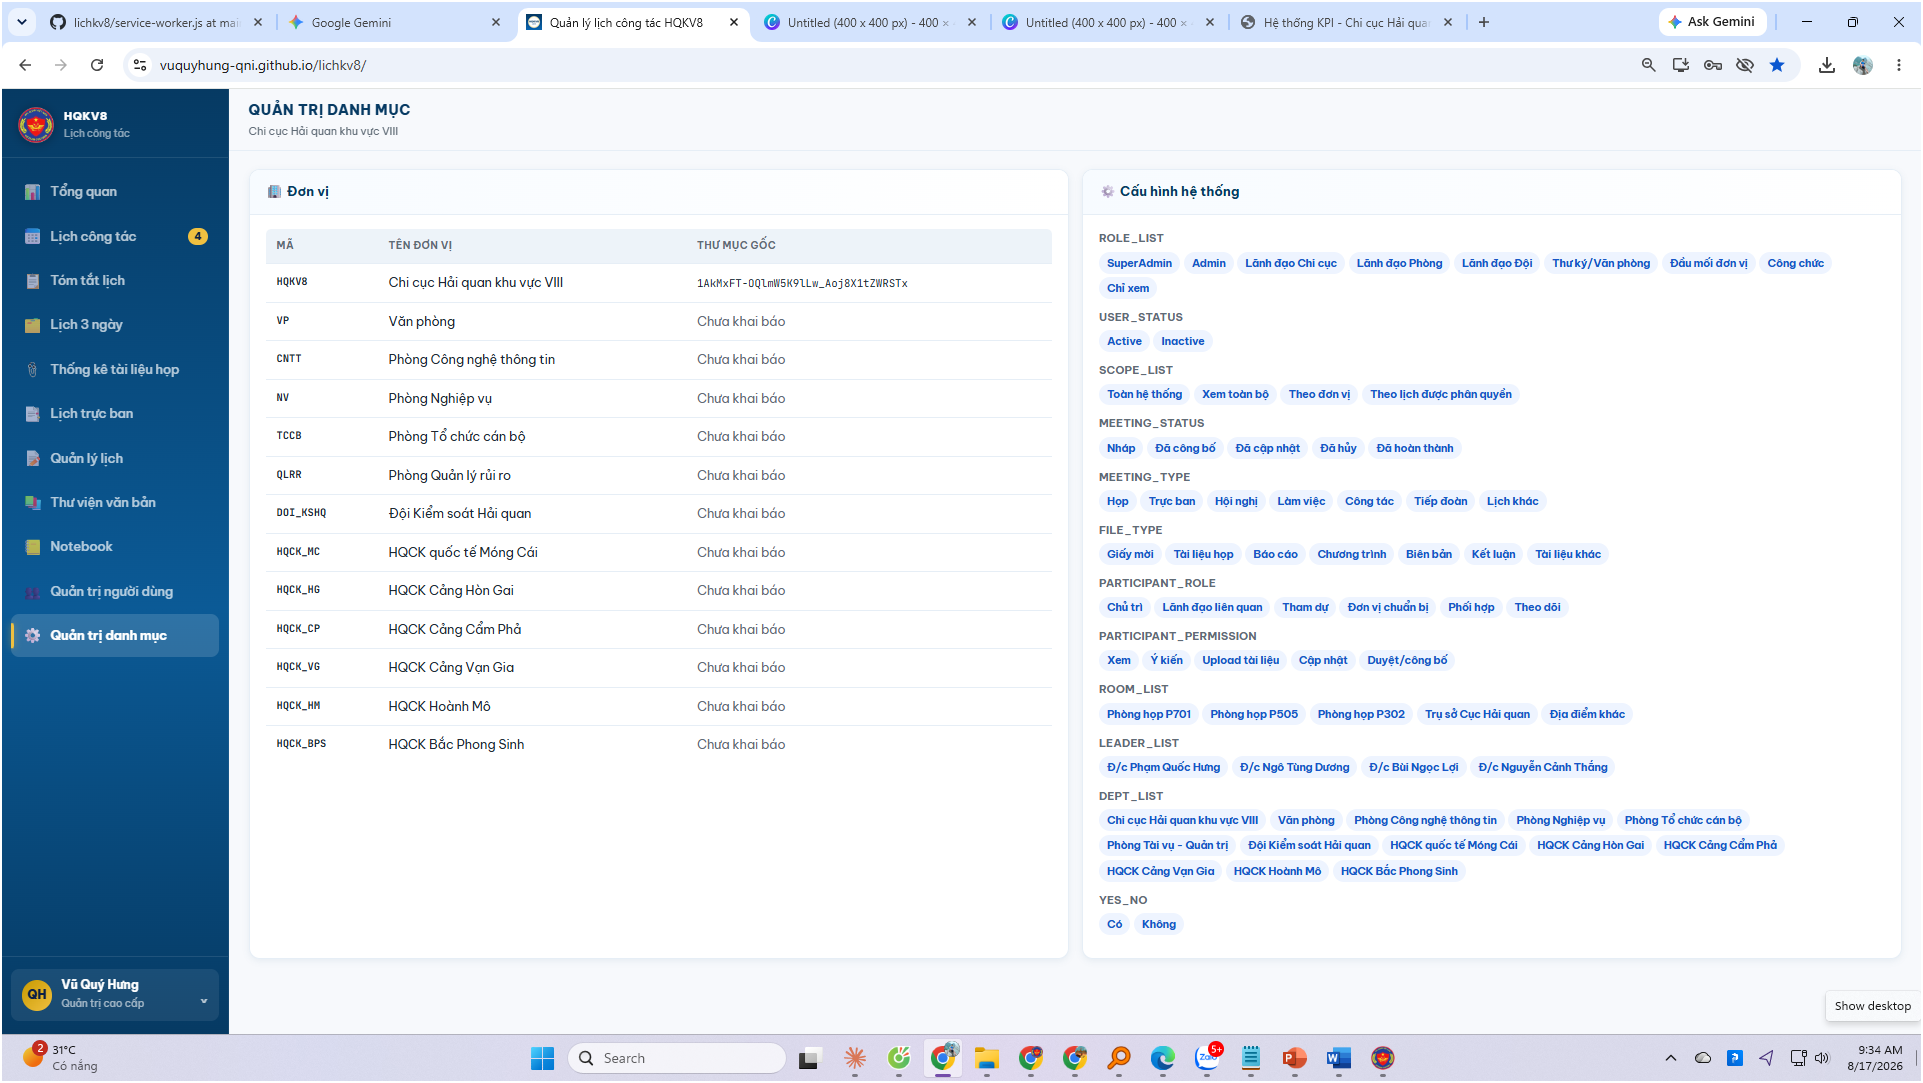 lichkv8/service-worker.js at mai
Google Gemini
Quản lý lịch công tác HQKV8
Untitled (400 x 400 px) - 400 ×
Untitled (400 x 400 px) - 400 ×
Hệ thống KPI - Chi cục Hải qua
Ask Gemini
vuquyhung-qni.github.io/lichkv8/
HQKV8
Lịch công tác
Tổng quan
Lịch công tác
4
Tóm tắt lịch
Lịch 3 ngày
Thống kê tài liệu họp
Lịch trực ban
Quản lý lịch
Thư viện văn bản
Notebook
Quản trị người dùng
Quản trị danh mục
QH
Vũ Quý Hưng
Quản trị cao cấp
QUẢN TRỊ DANH MỤC
Chi cục Hải quan khu vực VIII
Đơn vị
MÃ TÊN ĐƠN VỊ THƯ MỤC GỐC
HQKV8 Chi cục Hải quan khu vực VIII 1AkMxFT-OQlmW5K9lLw_Aoj8X1tZWRSTx
VP Văn phòng Chưa khai báo
CNTT Phòng Công nghệ thông tin Chưa khai báo
NV Phòng Nghiệp vụ Chưa khai báo
TCCB Phòng Tổ chức cán bộ Chưa khai báo
QLRR Phòng Quản lý rủi ro Chưa khai báo
DOI_KSHQ Đội Kiểm soát Hải quan Chưa khai báo
HQCK_MC HQCK quốc tế Móng Cái Chưa khai báo
HQCK_HG HQCK Cảng Hòn Gai Chưa khai báo
HQCK_CP HQCK Cảng Cẩm Phả Chưa khai báo
HQCK_VG HQCK Cảng Vạn Gia Chưa khai báo
HQCK_HM HQCK Hoành Mô Chưa khai báo
HQCK_BPS HQCK Bắc Phong Sinh Chưa khai báo
Cấu hình hệ thống
ROLE_LIST
SuperAdmin Admin Lãnh đạo Chi cục Lãnh đạo Phòng Lãnh đạo Đội Thư ký/Văn phòng Đầu mối đơn vị Công chức
Chỉ xem
USER_STATUS
Active Inactive
SCOPE_LIST
Toàn hệ thống Xem toàn bộ Theo đơn vị Theo lịch được phân quyền
MEETING_STATUS
Nháp Đã công bố Đã cập nhật Đã hủy Đã hoàn thành
MEETING_TYPE
Họp Trực ban Hội nghị Làm việc Công tác Tiếp đoàn Lịch khác
FILE_TYPE
Giấy mời Tài liệu họp Báo cáo Chương trình Biên bản Kết luận Tài liệu khác
PARTICIPANT_ROLE
Chủ trì Lãnh đạo liên quan Tham dự Đơn vị chuẩn bị Phối hợp Theo dõi
PARTICIPANT_PERMISSION
Xem Ý kiến Upload tài liệu Cập nhật Duyệt/công bố
ROOM_LIST
Phòng họp P701 Phòng họp P505 Phòng họp P302 Trụ sở Cục Hải quan Địa điểm khác
LEADER_LIST
Đ/c Phạm Quốc Hưng Đ/c Ngô Tùng Dương Đ/c Bùi Ngọc Lợi Đ/c Nguyễn Cảnh Thắng
DEPT_LIST
Chi cục Hải quan khu vực VIII Văn phòng Phòng Công nghệ thông tin Phòng Nghiệp vụ Phòng Tổ chức cán bộ
Phòng Tài vụ - Quản trị Đội Kiểm soát Hải quan HQCK quốc tế Móng Cái HQCK Cảng Hòn Gai HQCK Cảng Cẩm Phả
HQCK Cảng Vạn Gia HQCK Hoành Mô HQCK Bắc Phong Sinh
YES_NO
Có Không
Show desktop
2
31°C
Có nắng
Search
Zalo
5+
9:34 AM
8/17/2026